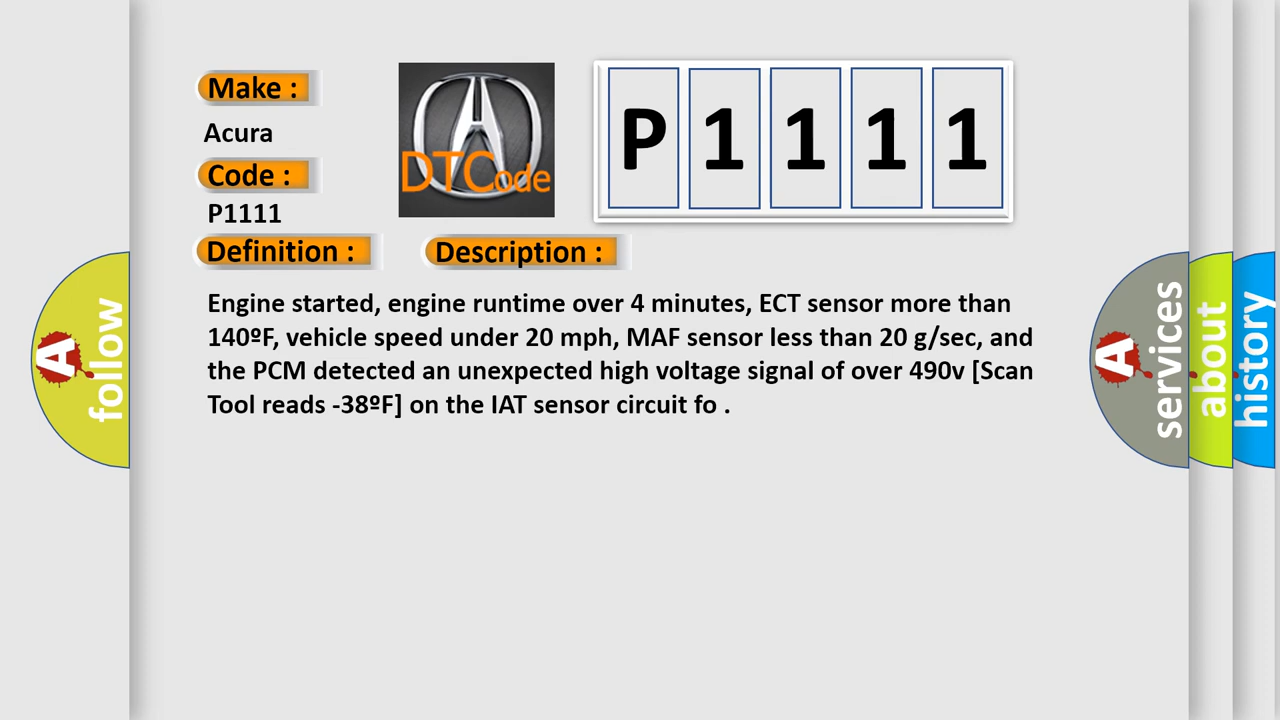 Make :
Acura
Code :
P1111
Definition :
Description :
DTCode
P 1 1 1 1
Engine started, engine runtime over 4 minutes, ECT sensor more than
140ºF, vehicle speed under 20 mph, MAF sensor less than 20 g/sec, and
the PCM detected an unexpected high voltage signal of over 490v [Scan
Tool reads -38ºF] on the IAT sensor circuit fo .
A
follow
A
services
about
history